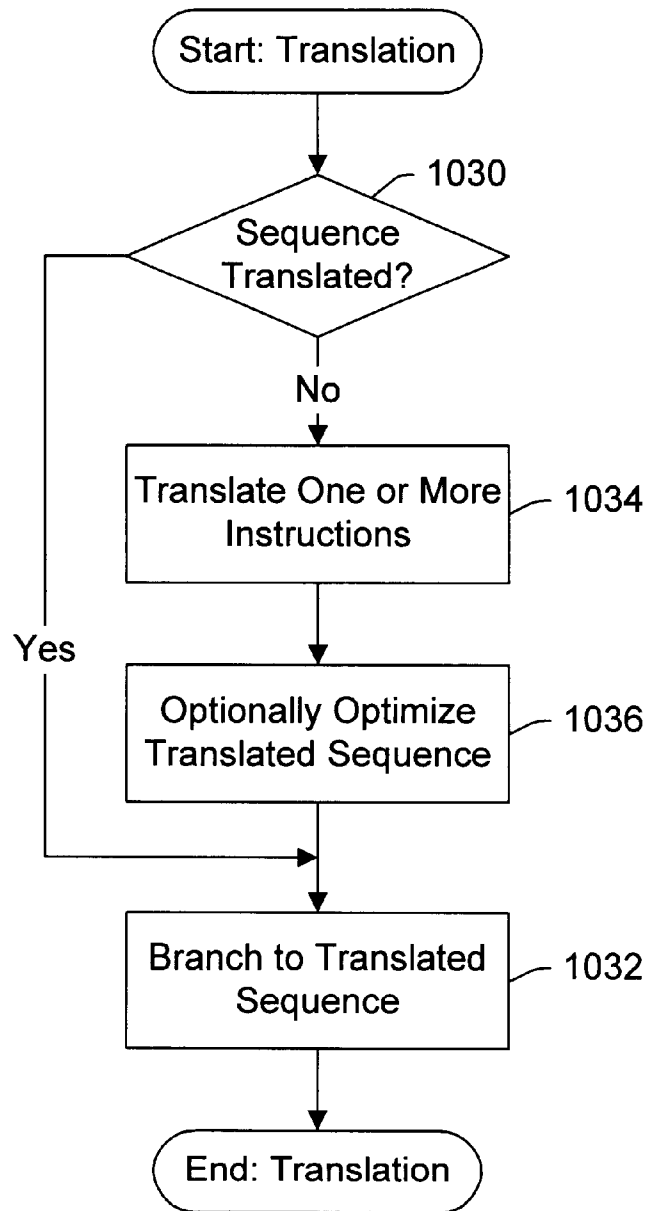 Start: Translation
1030
Sequence
Translated?
No
Translate One or More
Instructions
1034
Yes
Optionally Optimize
Translated Sequence
1036
Branch to Translated
Sequence
1032
End: Translation